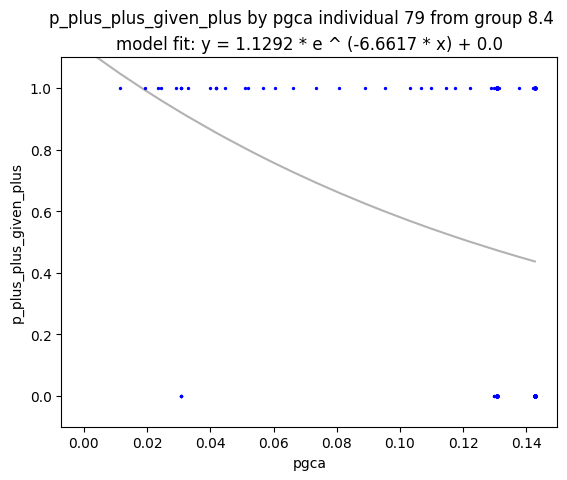 p_plus_plus_given_plus by pgca individual 79 from group 8.4
model fit: y = 1.1292 * e ^ (-6.6617 * x) + 0.0
1.0
0.8
0.6
0.4
0.2
0.0
p_plus_plus_given_plus
0.00 0.02 0.04 0.06 0.08 0.10 0.12 0.14
pgca